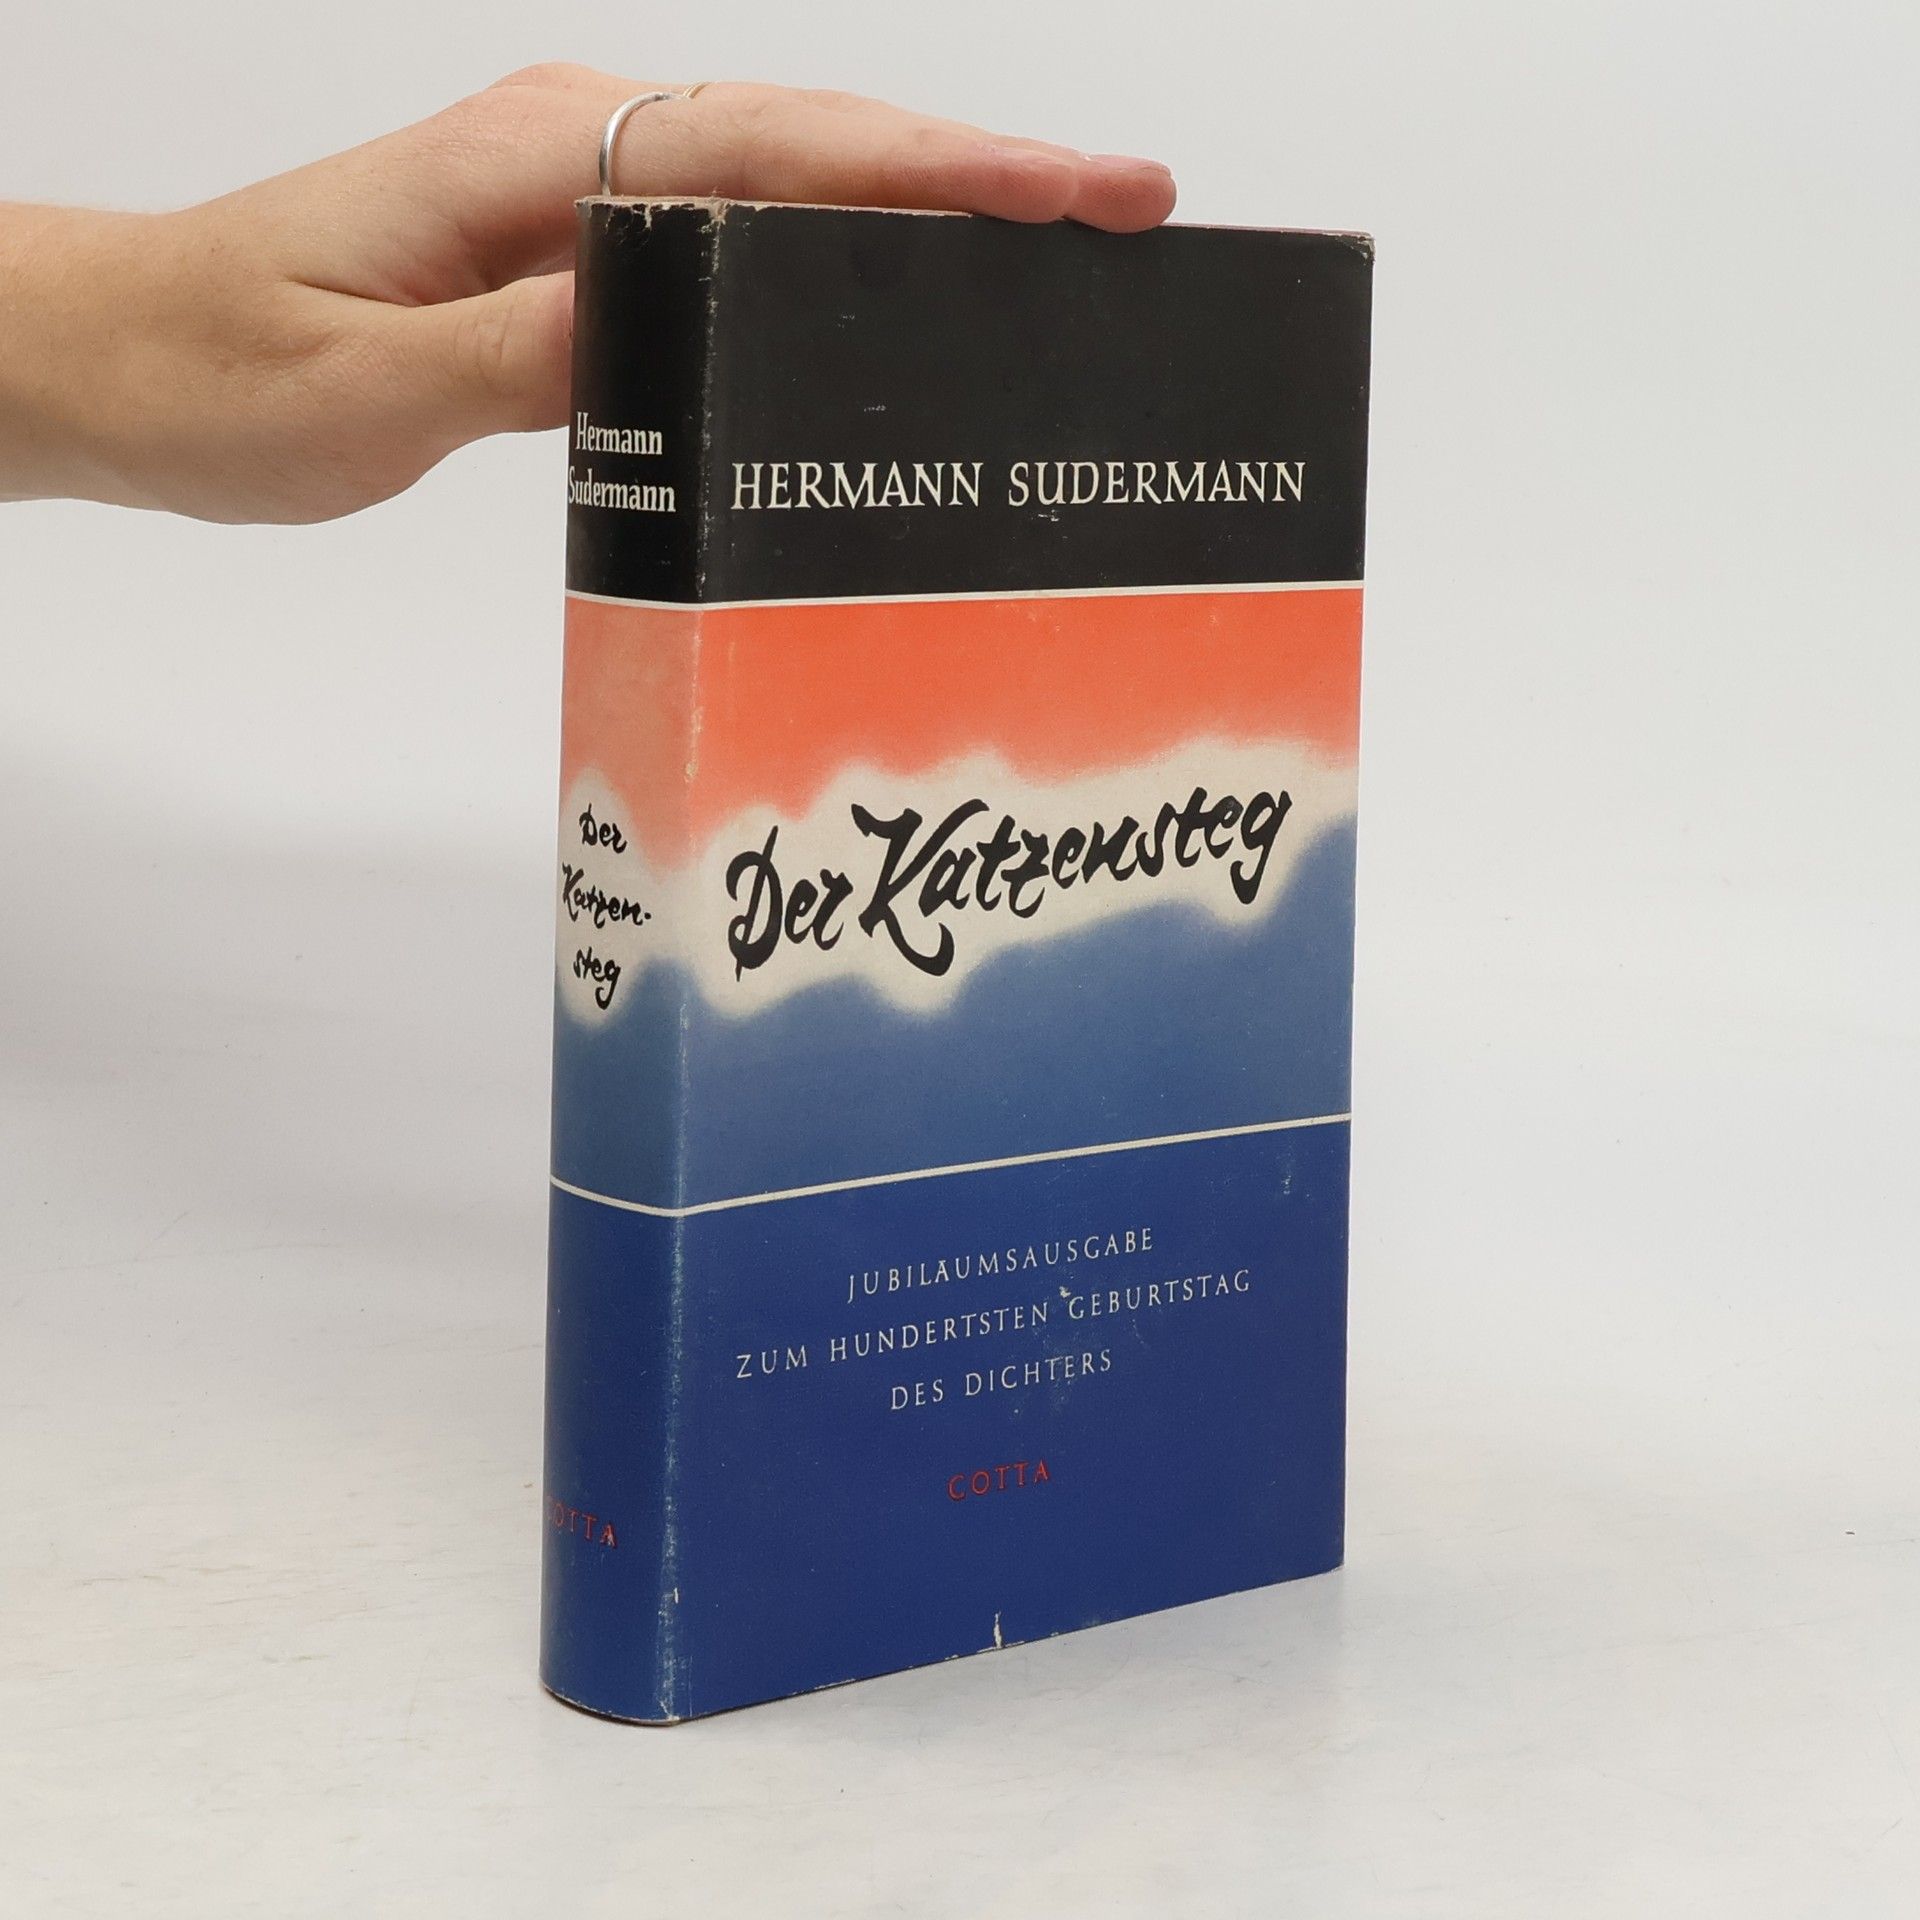 Hermann
Sudermann
Der
Katzen-
steg
COTTA
HERMANN SUDERMANN
Der Katzensteg
JUBILÄUMSAUSGABE
ZUM HUNDERTSTEN GEBURTSTAG
DES DICHTERS
COTTA